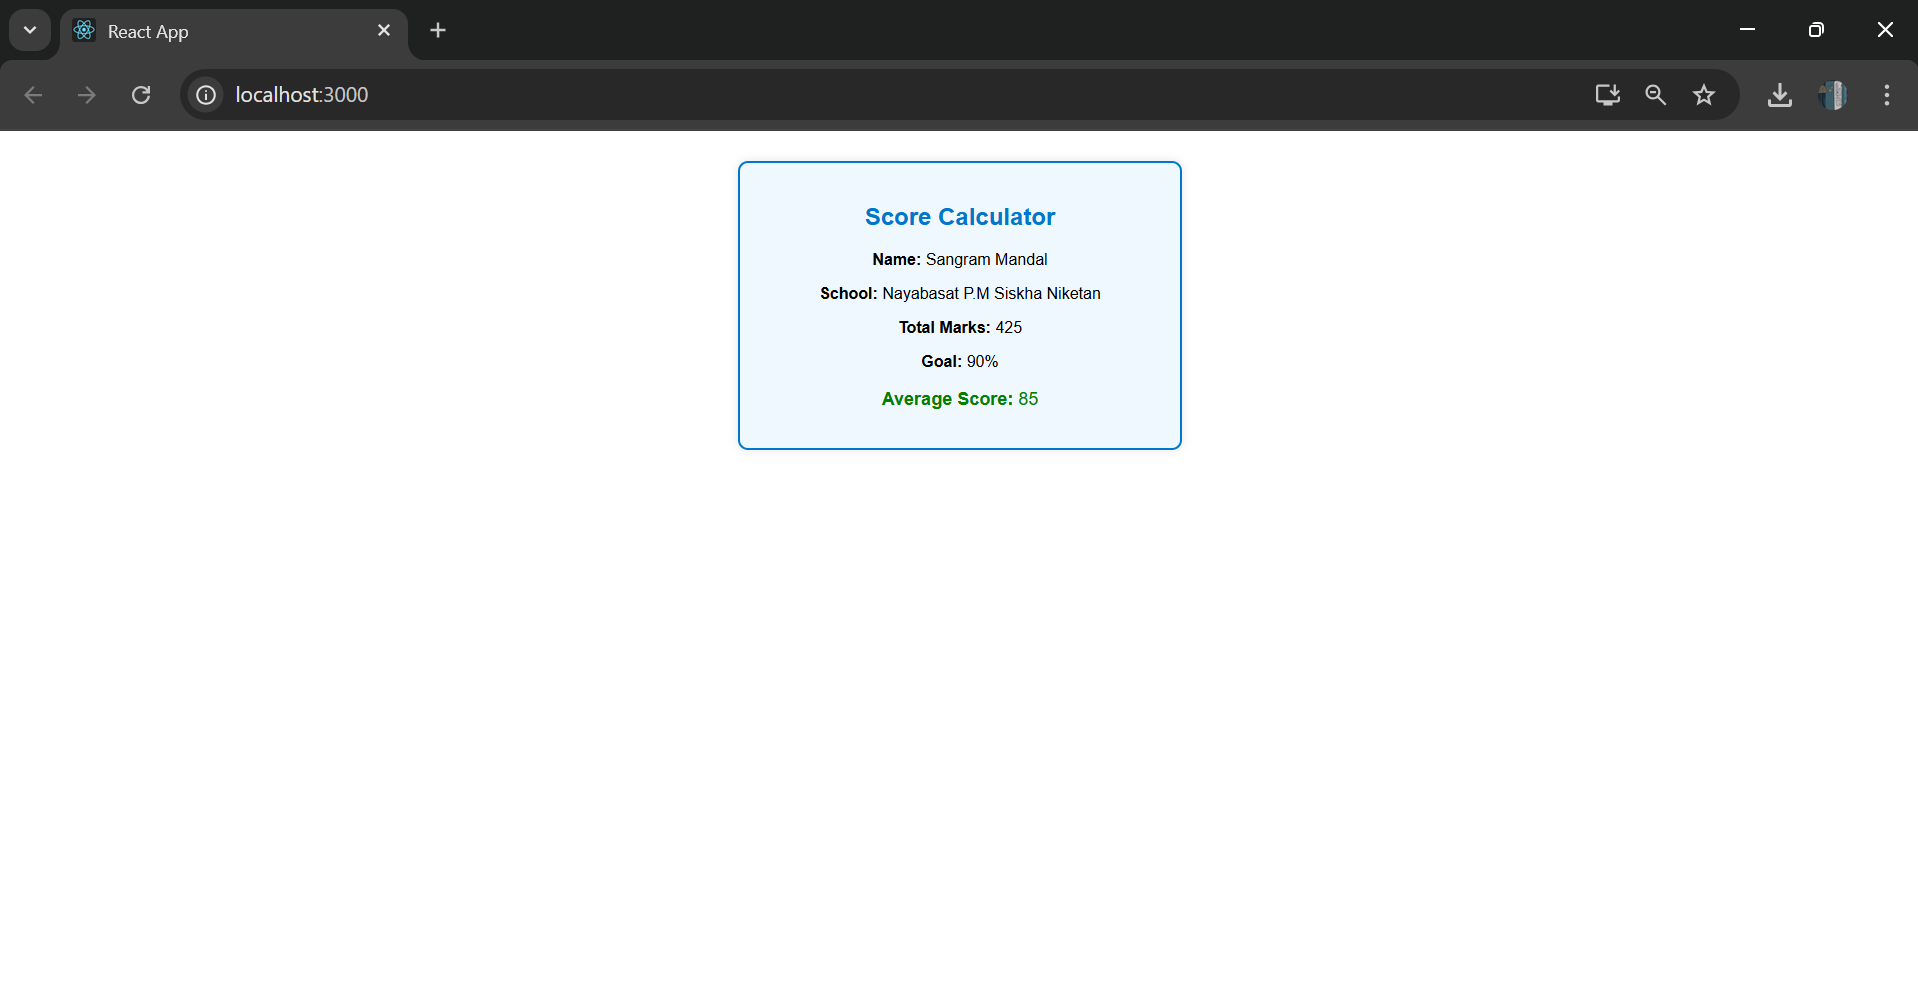 React App
localhost:3000
Score Calculator
Name: Sangram Mandal
School: Nayabasat P.M Siskha Niketan
Total Marks: 425
Goal: 90%
Average Score: 85